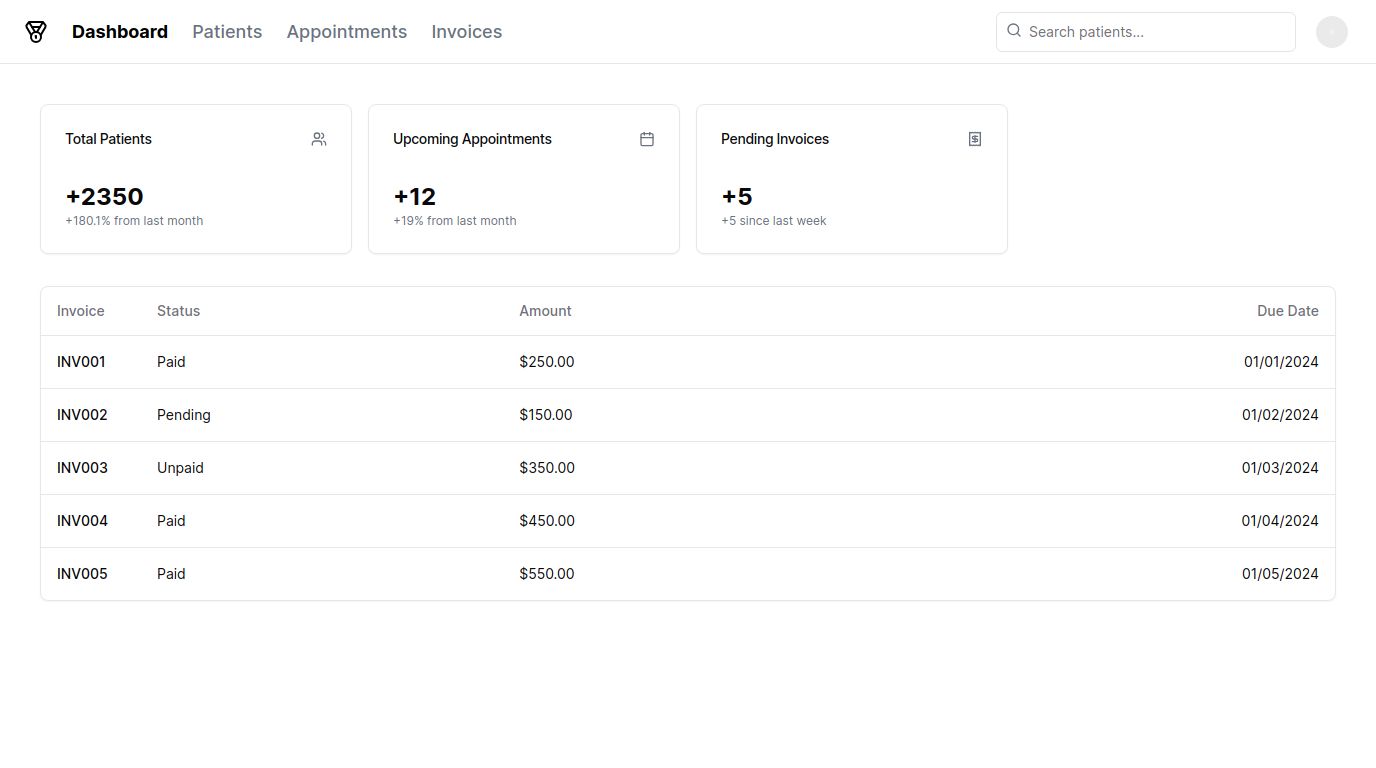 Dashboard Patients Appointments Invoices Search patients...
Total Patients Upcoming Appointments Pending Invoices
+2350 +12 +5
+180.1% from last month +19% from last month +5 since last week
Invoice Status Amount Due Date
INV001 Paid $250.00 01/01/2024
INV002 Pending $150.00 01/02/2024
INV003 Unpaid $350.00 01/03/2024
INV004 Paid $450.00 01/04/2024
INV005 Paid $550.00 01/05/2024